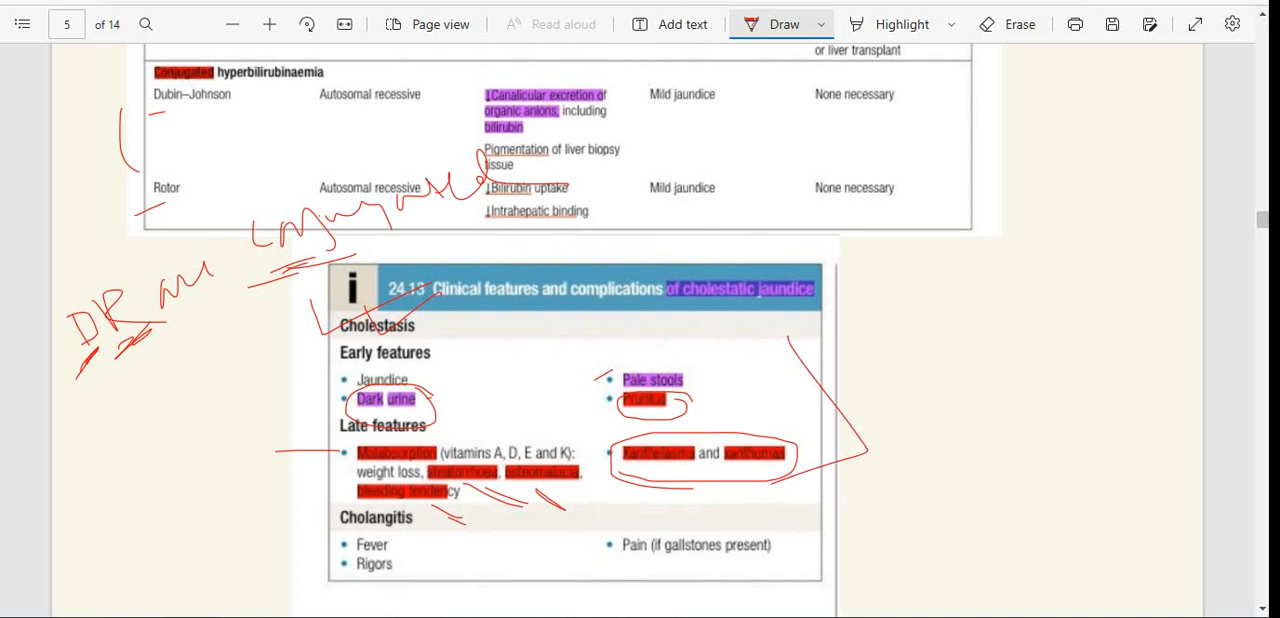 5 of 14 Page view Read aloud Add text Draw Highlight Erase
or liver transplant
Conjugated hyperbilirubinaemia
Dubin–Johnson Autosomal recessive ↓Canalicular excretion of Mild jaundice None necessary
organic anions, including
bilirubin
Pigmentation of liver biopsy
tissue
Rotor Autosomal recessive ↓Bilirubin uptake Mild jaundice None necessary
↓Intrahepatic binding
DR are conjugated
i 24.13 Clinical features and complications of cholestatic jaundice
Cholestasis
Early features
• Jaundice • Pale stools
• Dark urine • Pruritus
Late features
• Malabsorption (vitamins A, D, E and K): • Xanthelasma and xanthomas
weight loss, steatorrhoea, osteomalacia,
bleeding tendency
Cholangitis
• Fever • Pain (if gallstones present)
• Rigors